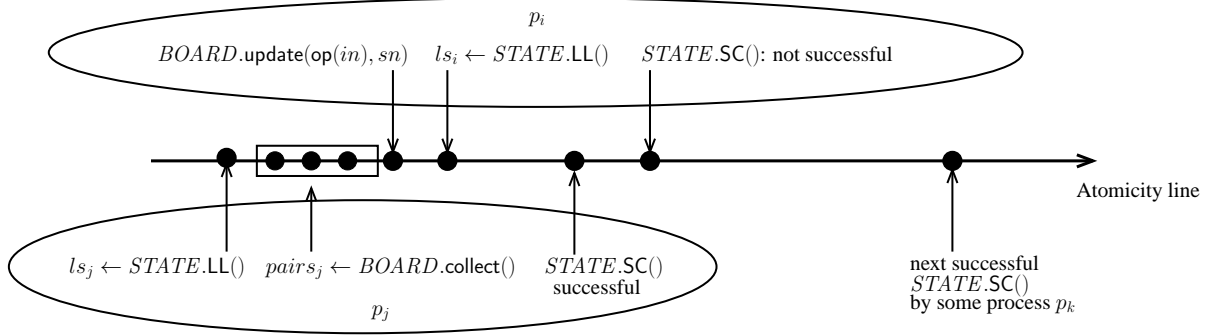 p_i
BOARD.update(op(in), sn) ls_i ← STATE.LL() STATE.SC(): not successful
Atomicity line
ls_j ← STATE.LL() pairs_j ← BOARD.collect() STATE.SC()
successful
p_j
next successful
STATE.SC()
by some process p_k